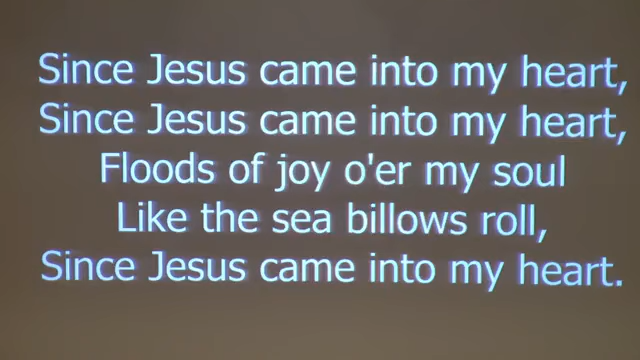 Since Jesus came into my heart,
Since Jesus came into my heart,
Floods of joy o'er my soul
Like the sea billows roll,
Since Jesus came into my heart.